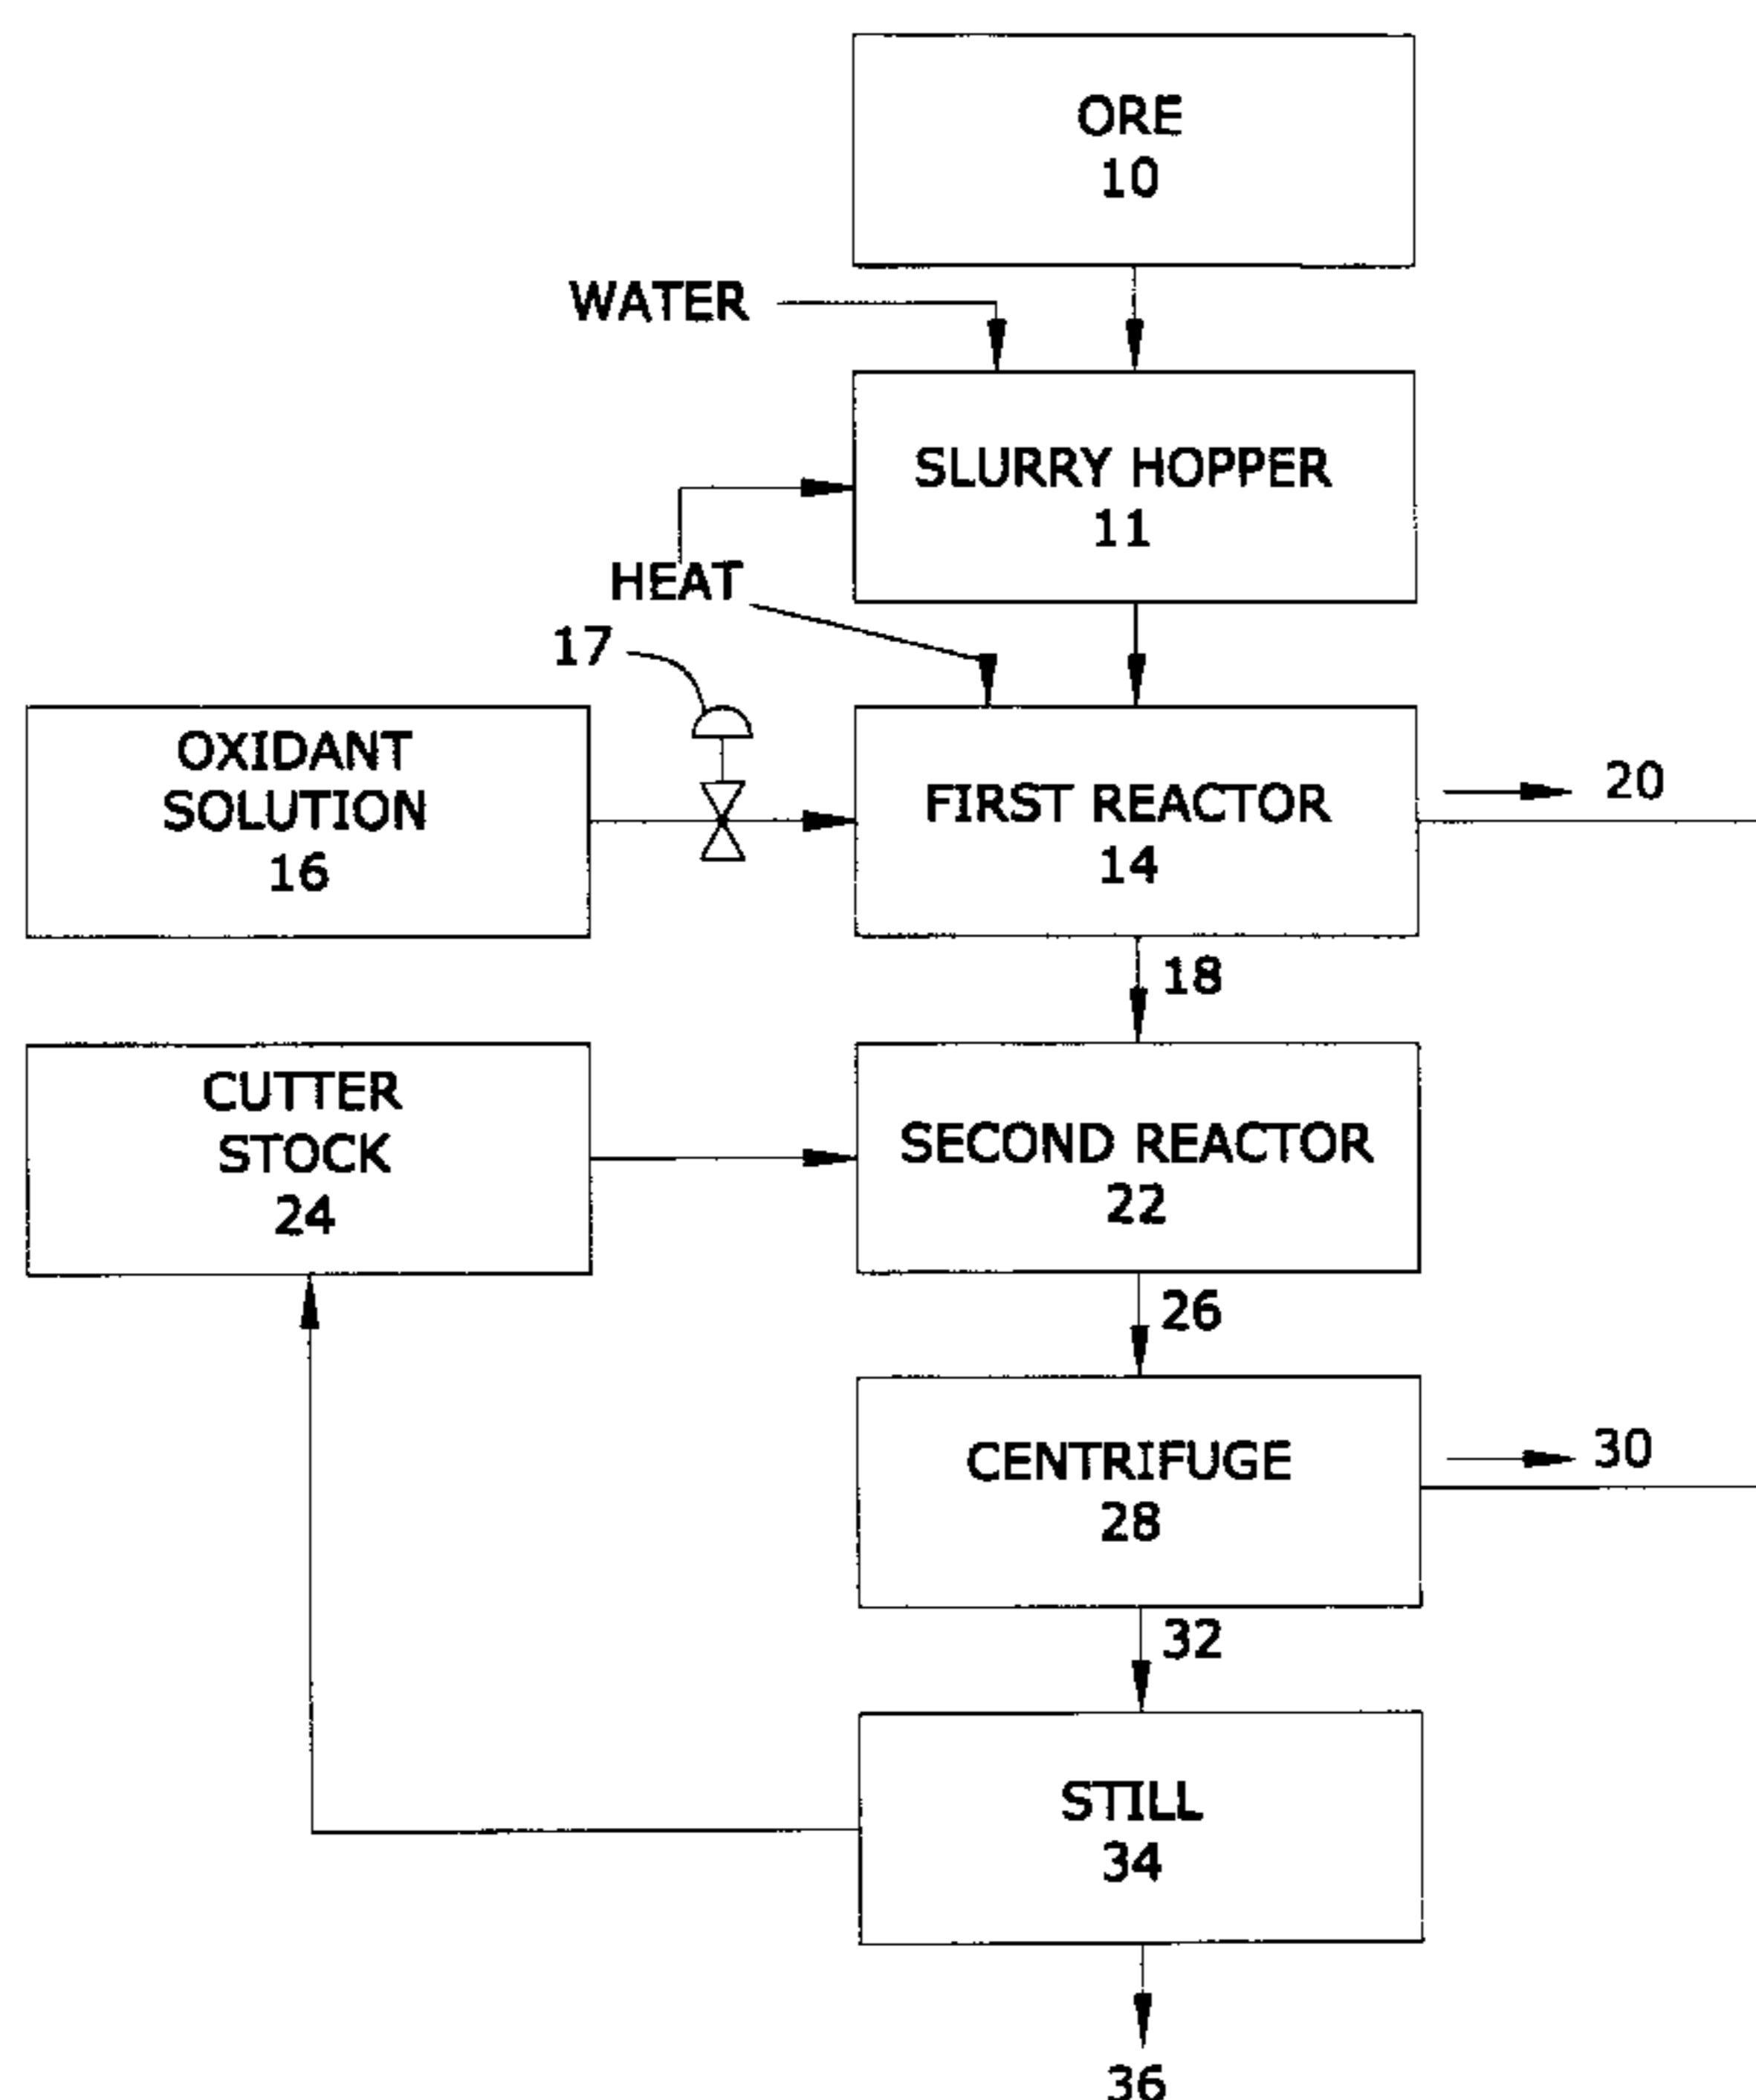 ORE
10
WATER
SLURRY HOPPER
11
HEAT
17
OXIDANT
SOLUTION
16
FIRST REACTOR
14
20
18
CUTTER
STOCK
24
SECOND REACTOR
22
26
CENTRIFUGE
28
30
32
STILL
34
36